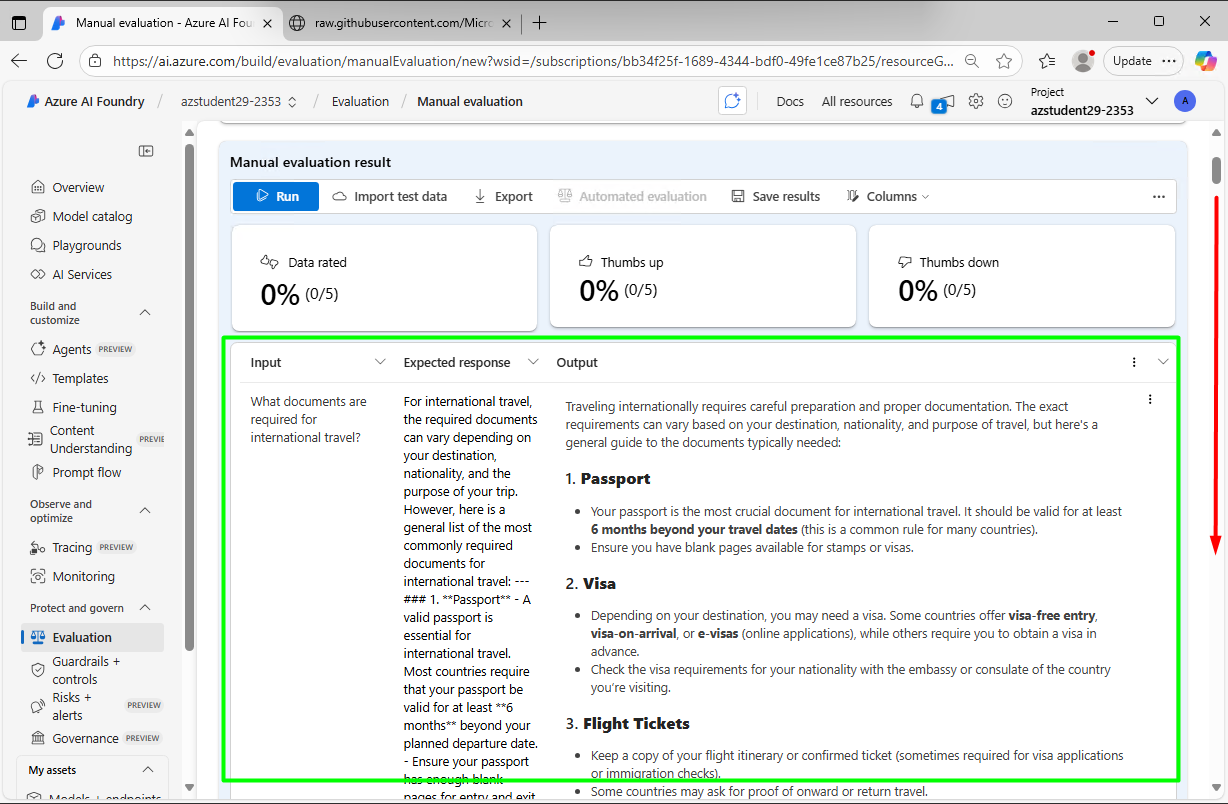 Manual evaluation - Azure AI Fou
raw.githubusercontent.com/Micro
https://ai.azure.com/build/evaluation/manualEvaluation/new?wsid=/subscriptions/bb34f25f-1689-4344-bdf0-49fe1ce87b25/resourceG...
Update
Azure AI Foundry / azstudent29-2353 / Evaluation / Manual evaluation
Docs
All resources
4
Project
azstudent29-2353
A
Overview
Model catalog
Playgrounds
AI Services
Build and
customize
Agents PREVIEW
Templates
Fine-tuning
Content
Understanding PREVIE
Prompt flow
Observe and
optimize
Tracing PREVIEW
Monitoring
Protect and govern
Evaluation
Guardrails +
controls
Risks +
alerts PREVIEW
Governance PREVIEW
My assets
Models + endpoints
Manual evaluation result
Run
Import test data
Export
Automated evaluation
Save results
Columns
Data rated
0% (0/5)
Thumbs up
0% (0/5)
Thumbs down
0% (0/5)
Input
Expected response
Output
What documents are
required for
international travel?
For international travel,
the required documents
can vary depending on
your destination,
nationality, and the
purpose of your trip.
However, here is a
general list of the most
commonly required
documents for
international travel: ---
### 1. **Passport** - A
valid passport is
essential for
international travel.
Most countries require
that your passport be
valid for at least **6
months** beyond your
planned departure date.
- Ensure your passport
has enough blank
pages for entry and exit
Traveling internationally requires careful preparation and proper documentation. The exact
requirements can vary based on your destination, nationality, and purpose of travel, but here's a
general guide to the documents typically needed:
1. Passport
• Your passport is the most crucial document for international travel. It should be valid for at least
6 months beyond your travel dates (this is a common rule for many countries).
• Ensure you have blank pages available for stamps or visas.
2. Visa
• Depending on your destination, you may need a visa. Some countries offer visa-free entry,
visa-on-arrival, or e-visas (online applications), while others require you to obtain a visa in
advance.
• Check the visa requirements for your nationality with the embassy or consulate of the country
you're visiting.
3. Flight Tickets
• Keep a copy of your flight itinerary or confirmed ticket (sometimes required for visa applications
or immigration checks).
• Some countries may ask for proof of onward or return travel.